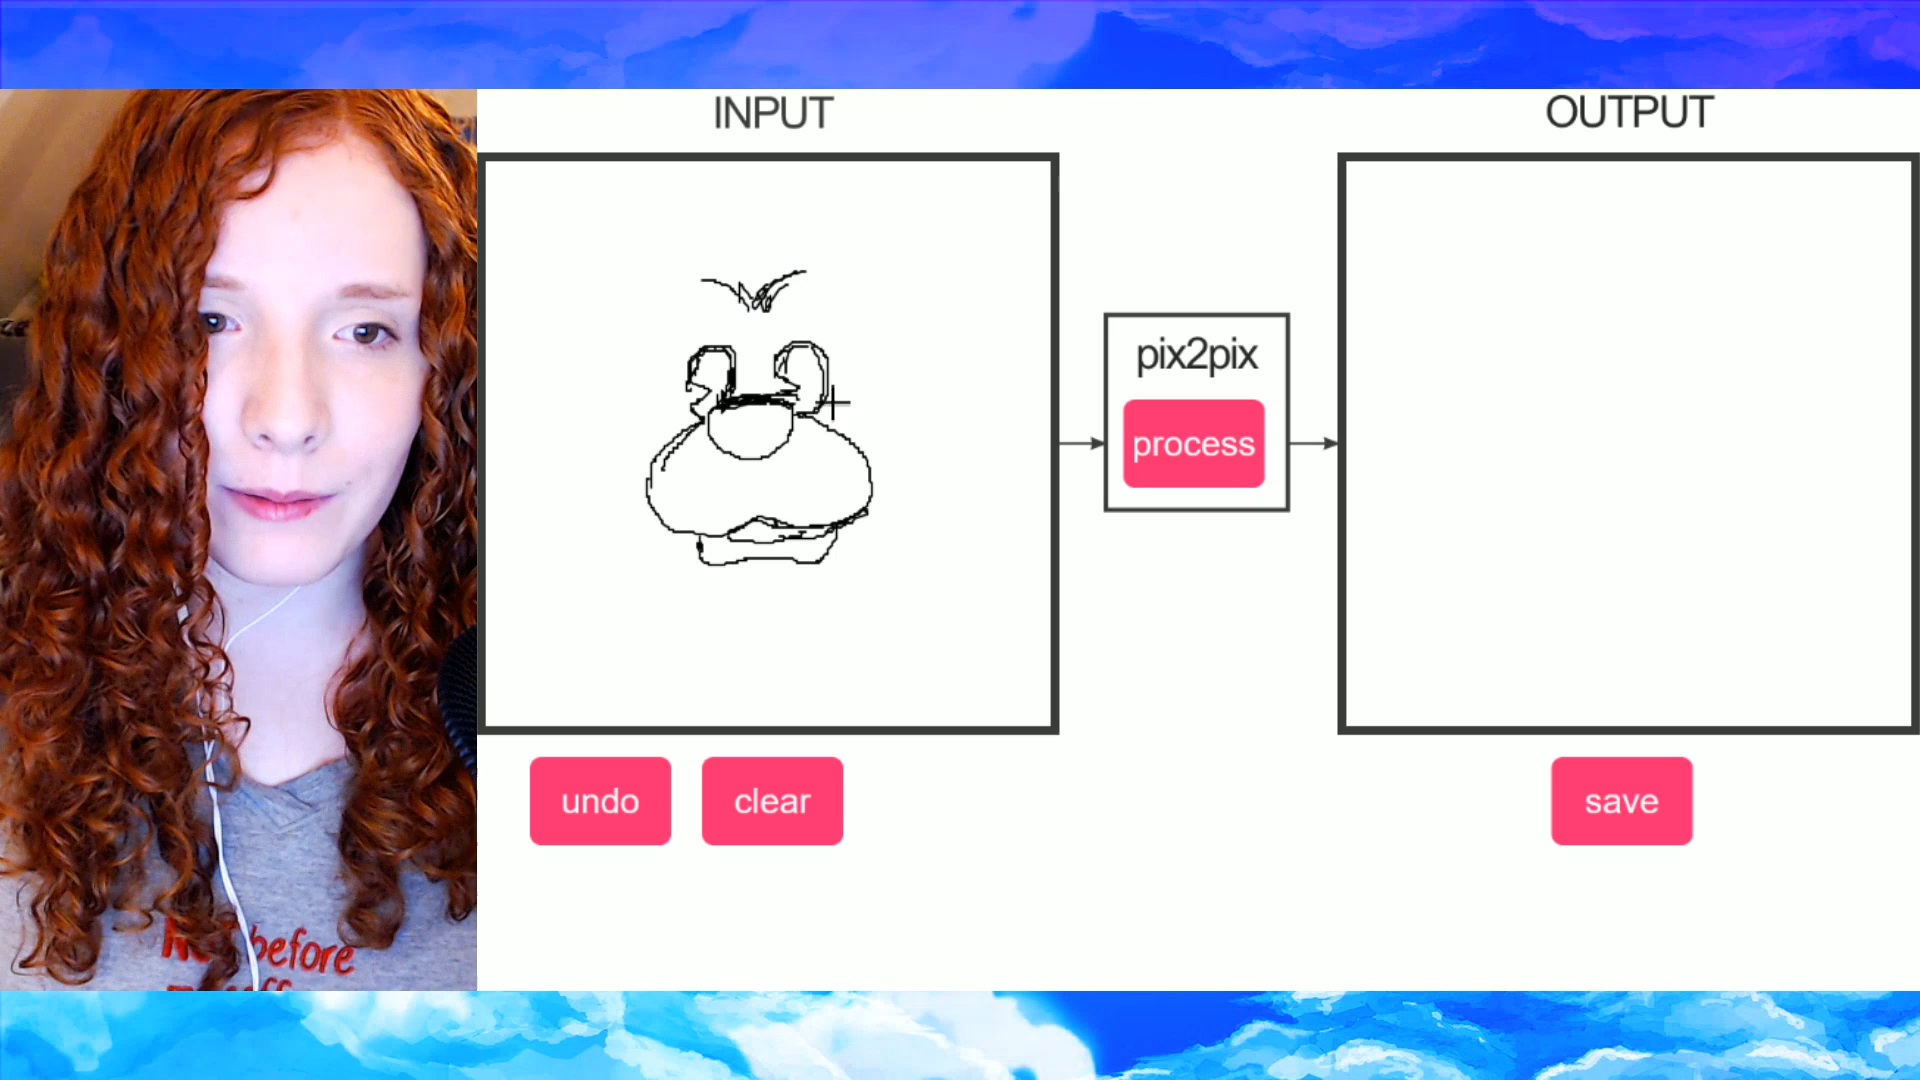 INPUT
OUTPUT
pix2pix
process
undo
clear
save
before